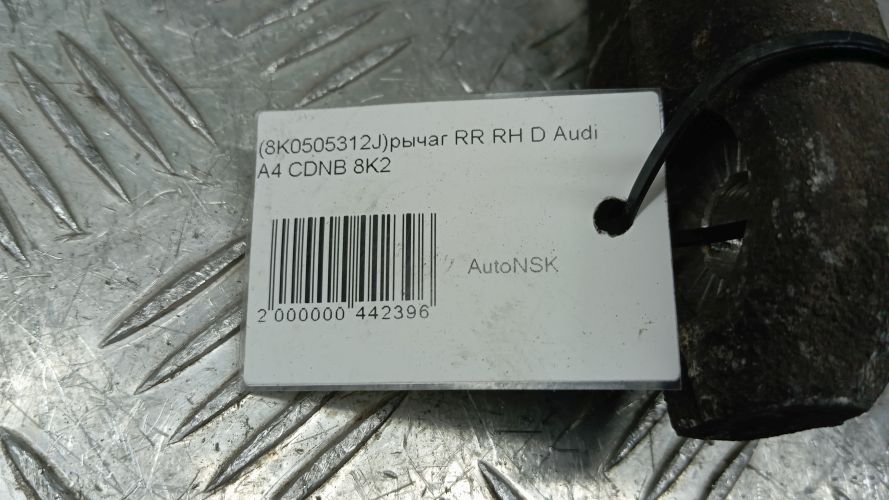 (8K0505312J)рычаг RR RH D Audi
A4 CDNB 8K2
AutoNSK
2 000000 442396